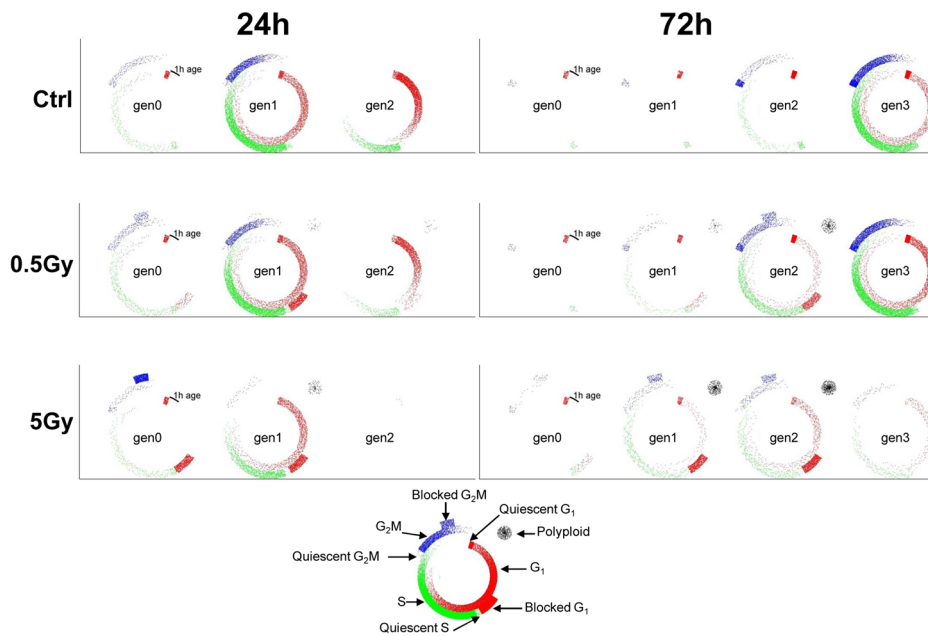 24h 72h
Ctrl
1h age 1h age
gen0 gen1 gen2 gen0 gen1 gen2 gen3
0.5Gy
1h age 1h age
gen0 gen1 gen2 gen0 gen1 gen2 gen3
5Gy
1h age 1h age
gen0 gen1 gen2 gen0 gen1 gen2 gen3
Blocked G₂M
Quiescent G₁
G₂M
Polyploid
Quiescent G₂M
G₁
S
Blocked G₁
Quiescent S